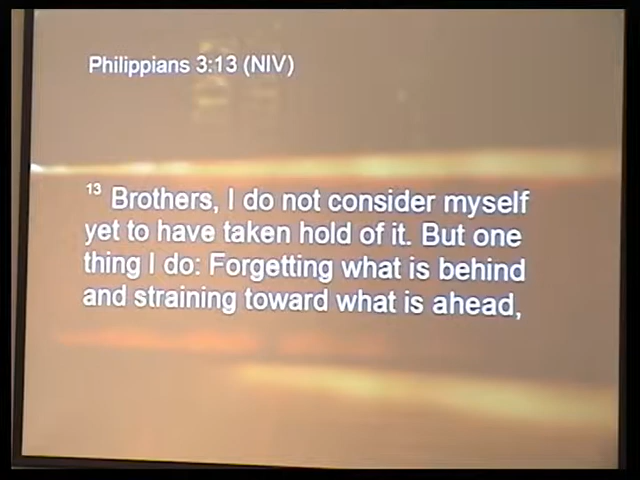 Philippians 3:13 (NIV)
13 Brothers, I do not consider myself
yet to have taken hold of it. But one
thing I do: Forgetting what is behind
and straining toward what is ahead,